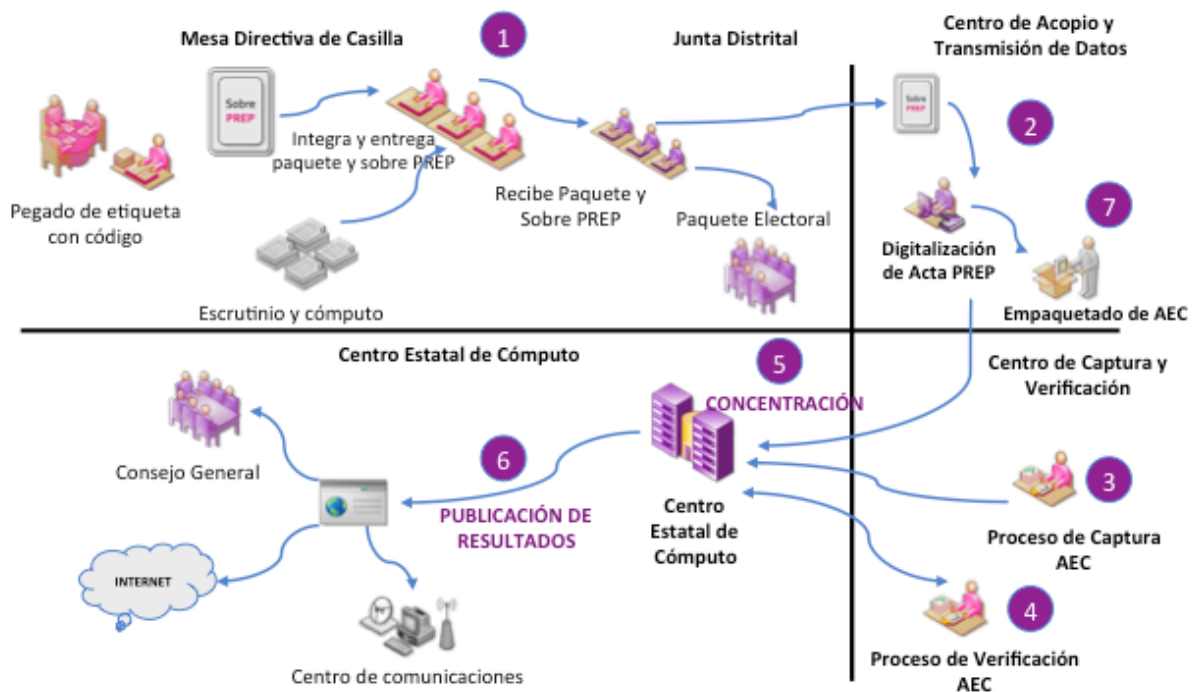 Mesa Directiva de Casilla
1
Junta Distrital
Centro de Acopio y
Transmisión de Datos
Sobre
PREP
Integra y entrega
paquete y sobre PREP
Pegado de etiqueta
con código
Escrutinio y cómputo
Recibe Paquete y
Sobre PREP
Paquete Electoral
Sobre
PREP
2
7
Digitalización
de Acta PREP
Empaquetado de AEC
Centro Estatal de Cómputo
5
CONCENTRACIÓN
Centro de Captura y
Verificación
Consejo General
6
PUBLICACIÓN DE
RESULTADOS
Centro
Estatal de
Cómputo
3
Proceso de Captura
AEC
INTERNET
Centro de comunicaciones
4
Proceso de Verificación
AEC